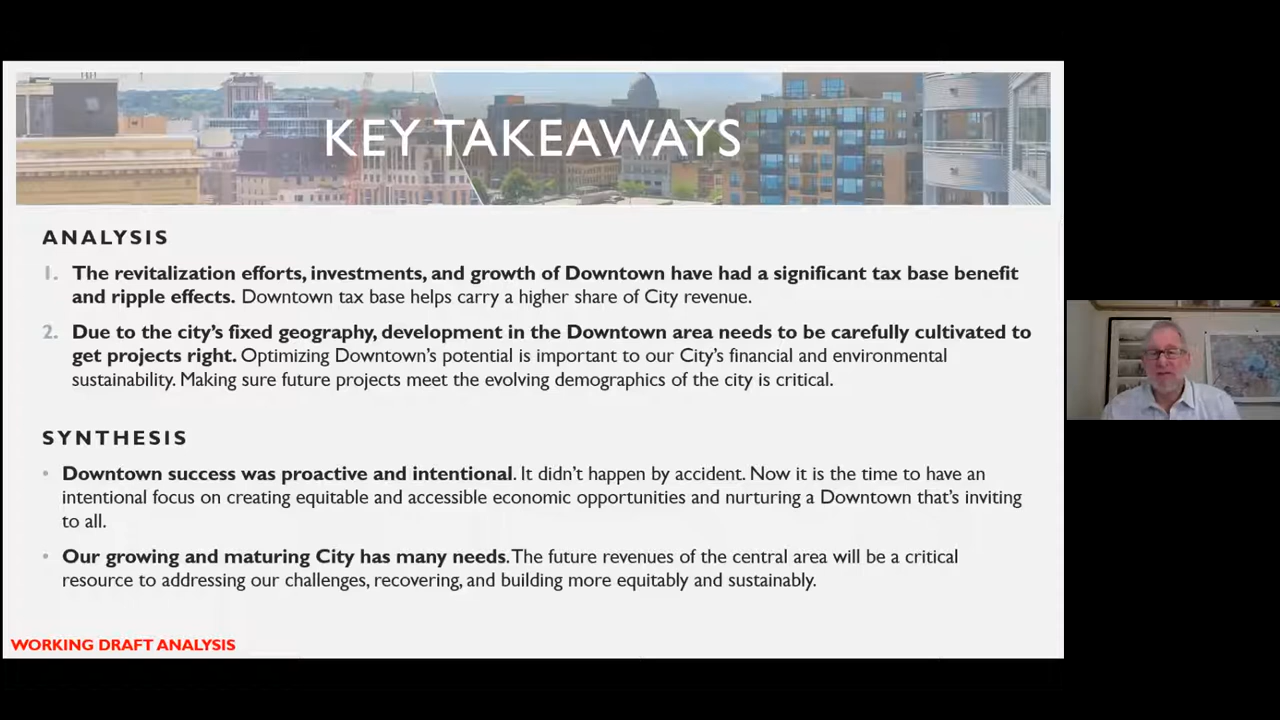 KEY TAKEAWAYS
ANALYSIS
1. The revitalization efforts, investments, and growth of Downtown have had a significant tax base benefit
and ripple effects. Downtown tax base helps carry a higher share of City revenue.
2. Due to the city's fixed geography, development in the Downtown area needs to be carefully cultivated to
get projects right. Optimizing Downtown's potential is important to our City's financial and environmental
sustainability. Making sure future projects meet the evolving demographics of the city is critical.
SYNTHESIS
• Downtown success was proactive and intentional. It didn't happen by accident. Now it is the time to have an
intentional focus on creating equitable and accessible economic opportunities and nurturing a Downtown that's inviting
to all.
• Our growing and maturing City has many needs. The future revenues of the central area will be a critical
resource to addressing our challenges, recovering, and building more equitably and sustainably.
WORKING DRAFT ANALYSIS